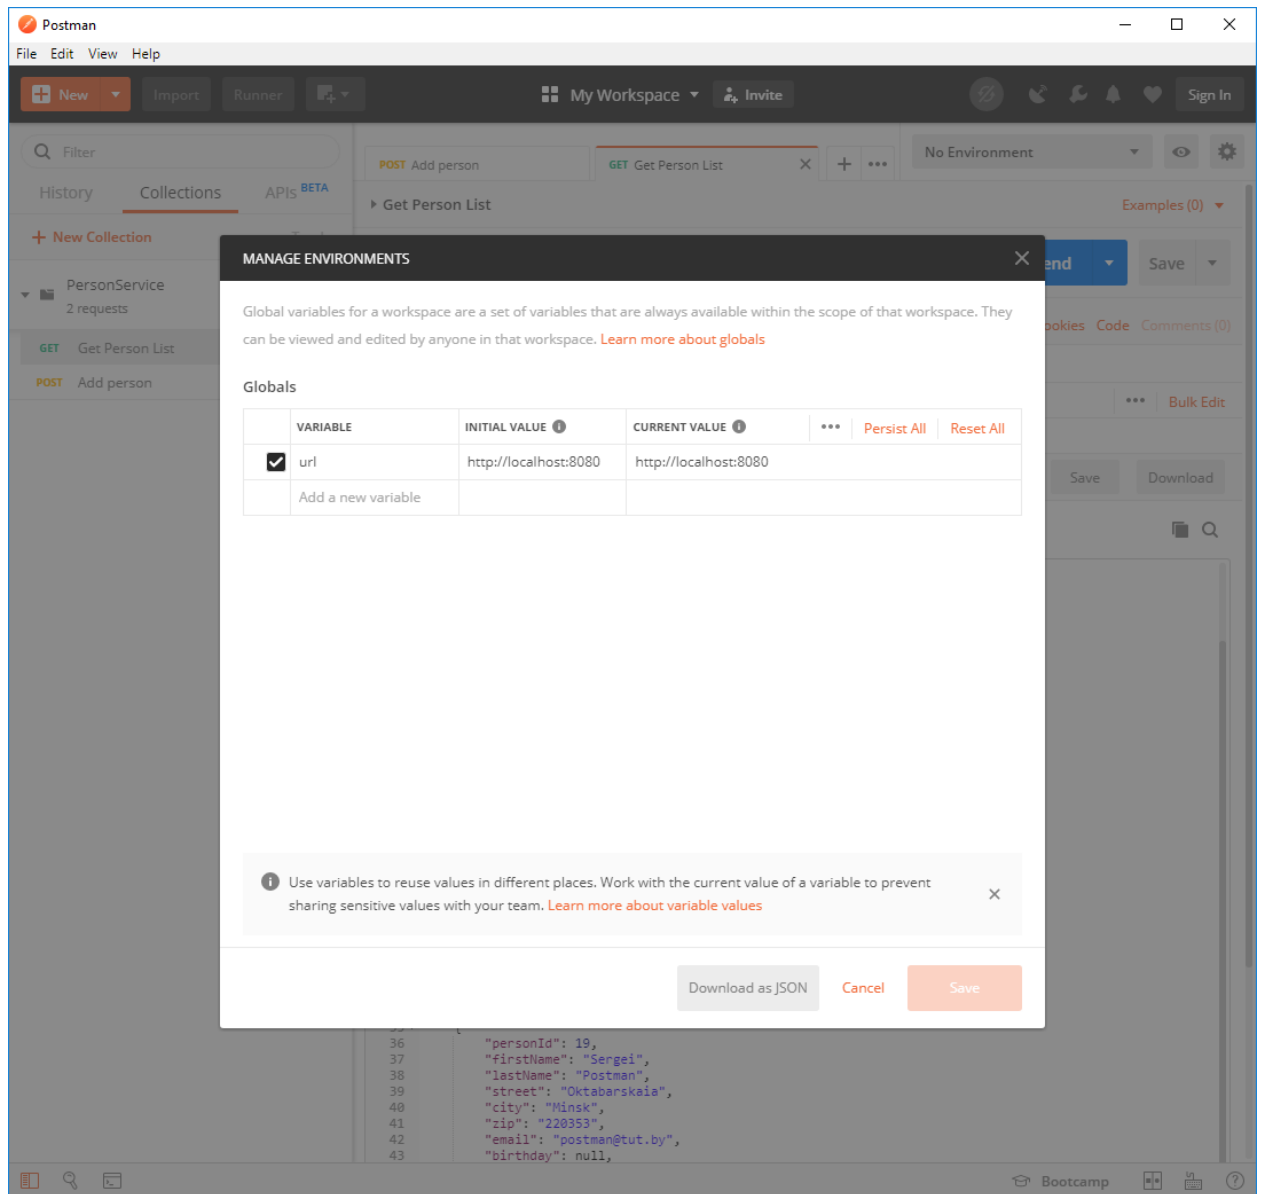 Postman
File Edit View Help
New Import Runner My Workspace Invite Sign In
Filter
History Collections APIs BETA
POST Add person GET Get Person List No Environment
Get Person List Examples (0)
+ New Collection
PersonService
2 requests
GET Get Person List
POST Add person
end Save
ookies Code Comments (0)
Bulk Edit
Save Download
MANAGE ENVIRONMENTS
Global variables for a workspace are a set of variables that are always available within the scope of that workspace. They
can be viewed and edited by anyone in that workspace. Learn more about globals
Globals
VARIABLE INITIAL VALUE CURRENT VALUE ••• Persist All Reset All
url http://localhost:8080 http://localhost:8080
Add a new variable
Use variables to reuse values in different places. Work with the current value of a variable to prevent
sharing sensitive values with your team. Learn more about variable values
Download as JSON Cancel Save
36 "personId": 19,
37 "firstName": "Sergei",
38 "lastName": "Postman",
39 "street": "Oktabarskaia",
40 "city": "Minsk",
41 "zip": "220353",
42 "email": "postman@tut.by",
43 "birthday": null,
Bootcamp